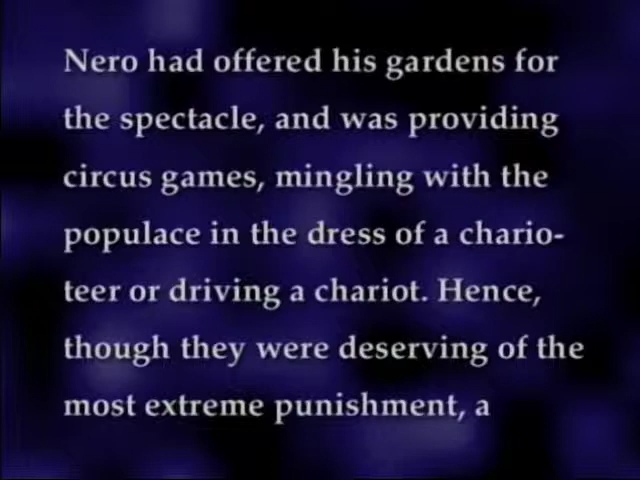 Nero had offered his gardens for
the spectacle, and was providing
circus games, mingling with the
populace in the dress of a chario-
teer or driving a chariot. Hence,
though they were deserving of the
most extreme punishment, a